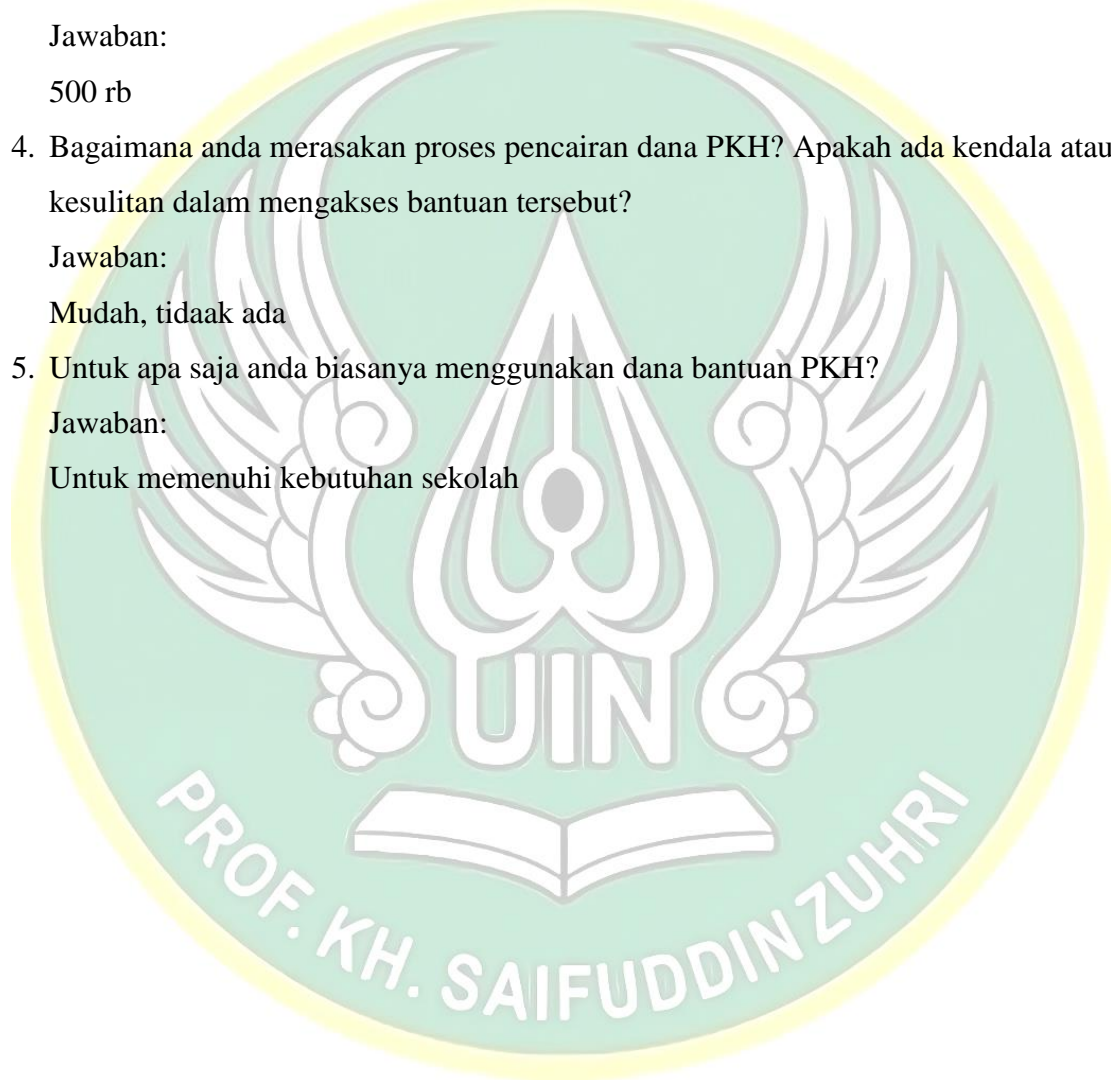 Jawaban:
500 rb
4. Bagaimana anda merasakan proses pencairan dana PKH? Apakah ada kendala atau
kesulitan dalam mengakses bantuan tersebut?
Jawaban:
Mudah, tidaak ada
5. Untuk apa saja anda biasanya menggunakan dana bantuan PKH?
Jawaban:
Untuk memenuhi kebutuhan sekolah
UIN
PROF. KH. SAIFUDDIN ZUHRI